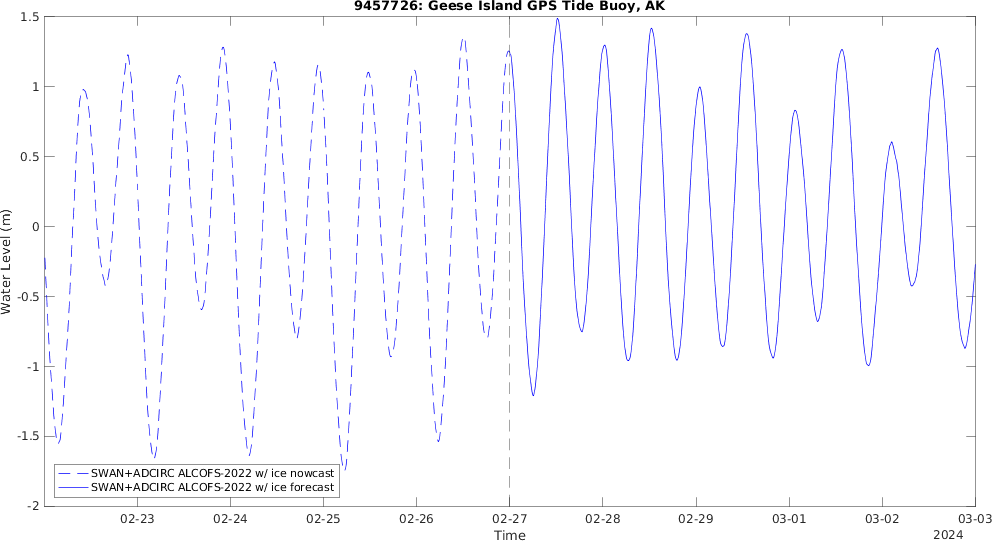 9457726: Geese Island GPS Tide Buoy, AK
1.5
1
0.5
0
-0.5
-1
-1.5
-2
Water Level (m)
SWAN+ADCIRC ALCOFS-2022 w/ ice nowcast
SWAN+ADCIRC ALCOFS-2022 w/ ice forecast
02-23 02-24 02-25 02-26 02-27 02-28 02-29 03-01 03-02 03-03
Time
2024